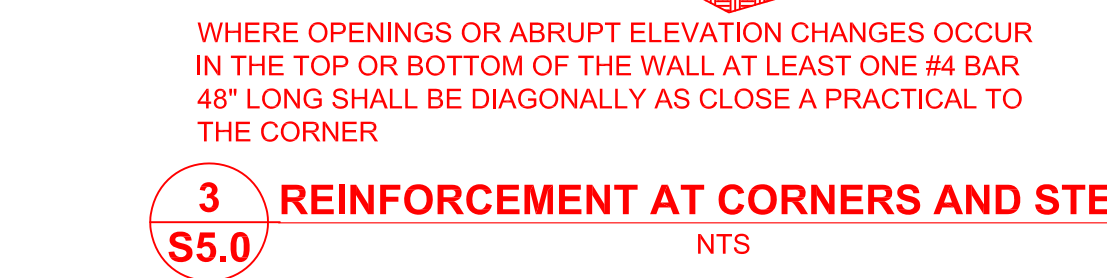 WHERE OPENINGS OR ABRUPT ELEVATION CHANGES OCCUR
IN THE TOP OR BOTTOM OF THE WALL AT LEAST ONE #4 BAR
48" LONG SHALL BE DIAGONALLY AS CLOSE A PRACTICAL TO
THE CORNER
3 REINFORCEMENT AT CORNERS AND STE
S5.0 NTS